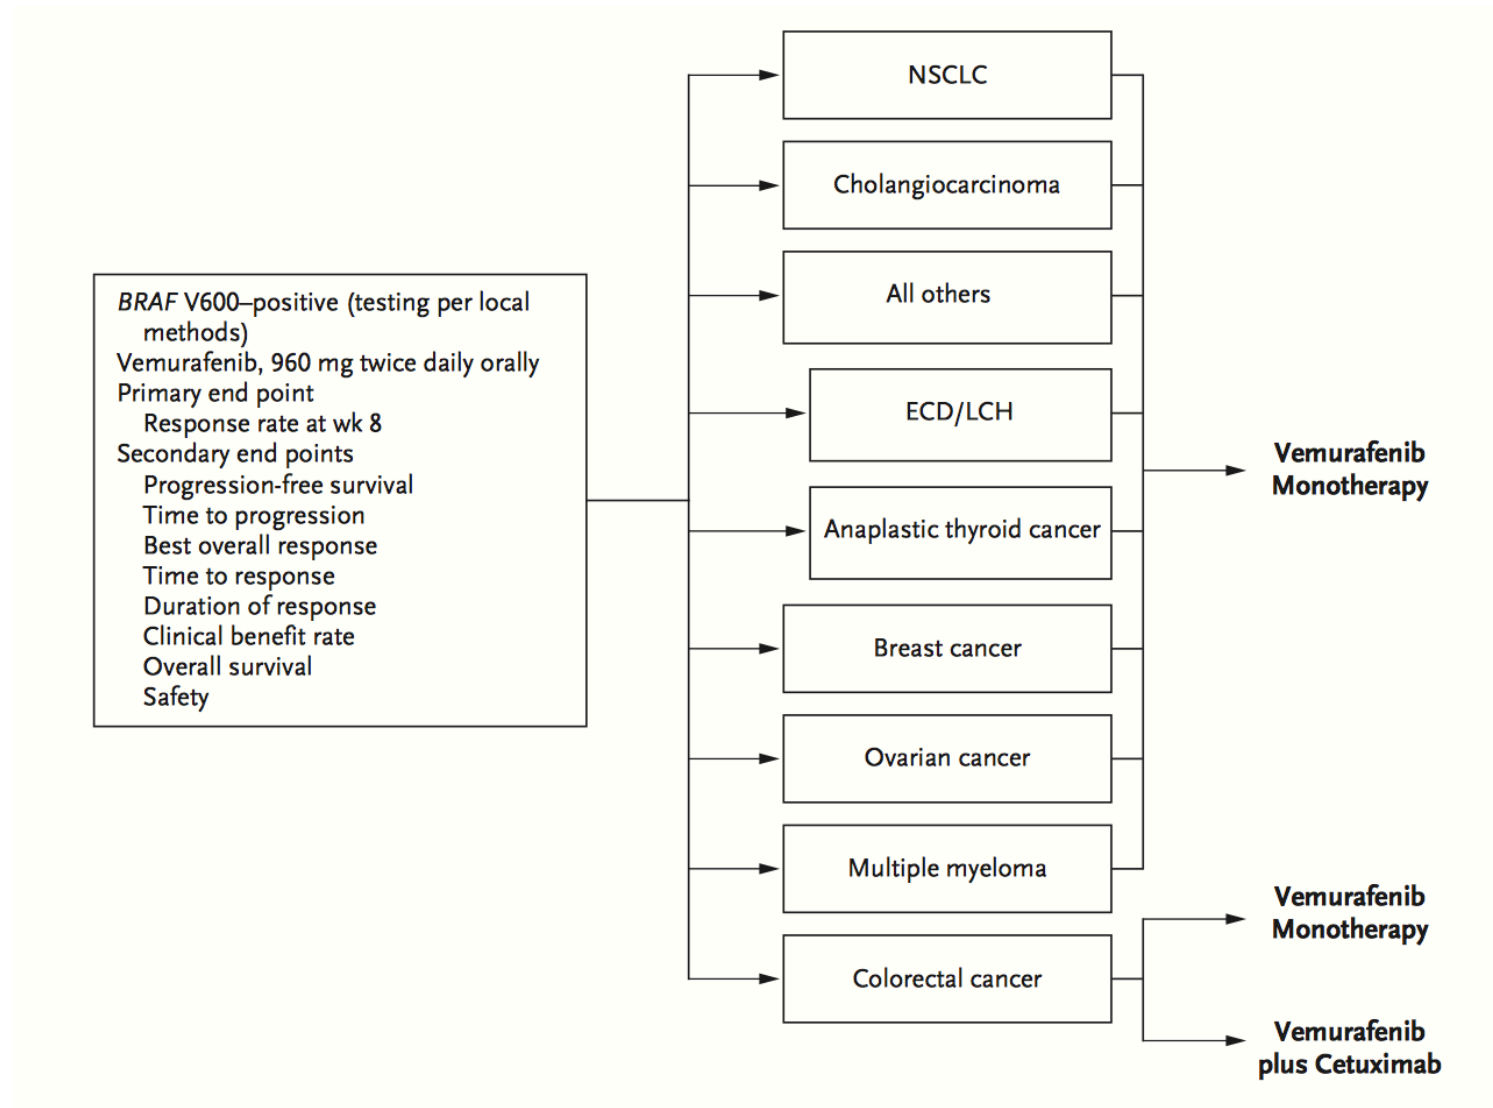 BRAF V600–positive (testing per local
methods)
Vemurafenib, 960 mg twice daily orally
Primary end point
Response rate at wk 8
Secondary end points
Progression-free survival
Time to progression
Best overall response
Time to response
Duration of response
Clinical benefit rate
Overall survival
Safety
NSCLC
Cholangiocarcinoma
All others
ECD/LCH
Anaplastic thyroid cancer
Breast cancer
Ovarian cancer
Multiple myeloma
Colorectal cancer
Vemurafenib
Monotherapy
Vemurafenib
Monotherapy
Vemurafenib
plus Cetuximab